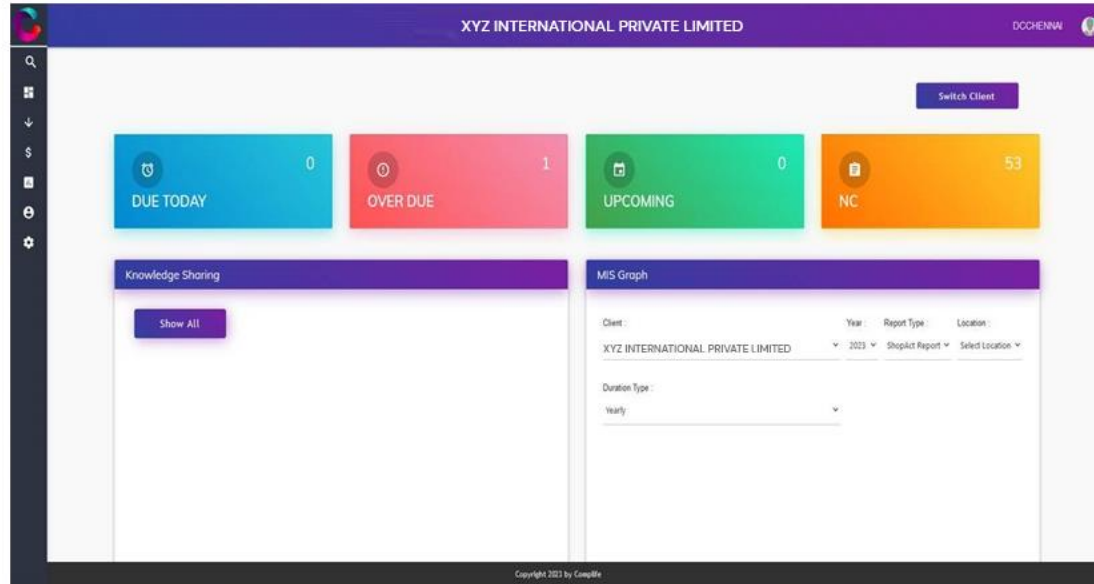 XYZ INTERNATIONAL PRIVATE LIMITED
DCCHENNAI
Switch Client
0
DUE TODAY
1
OVER DUE
0
UPCOMING
53
NC
Knowledge Sharing
Show All
MIS Graph
Client :
Year :
Report Type :
Location :
XYZ INTERNATIONAL PRIVATE LIMITED
2023
ShopAct Report
Select Location
Duration Type :
Yearly
Copyright 2023 by Complife